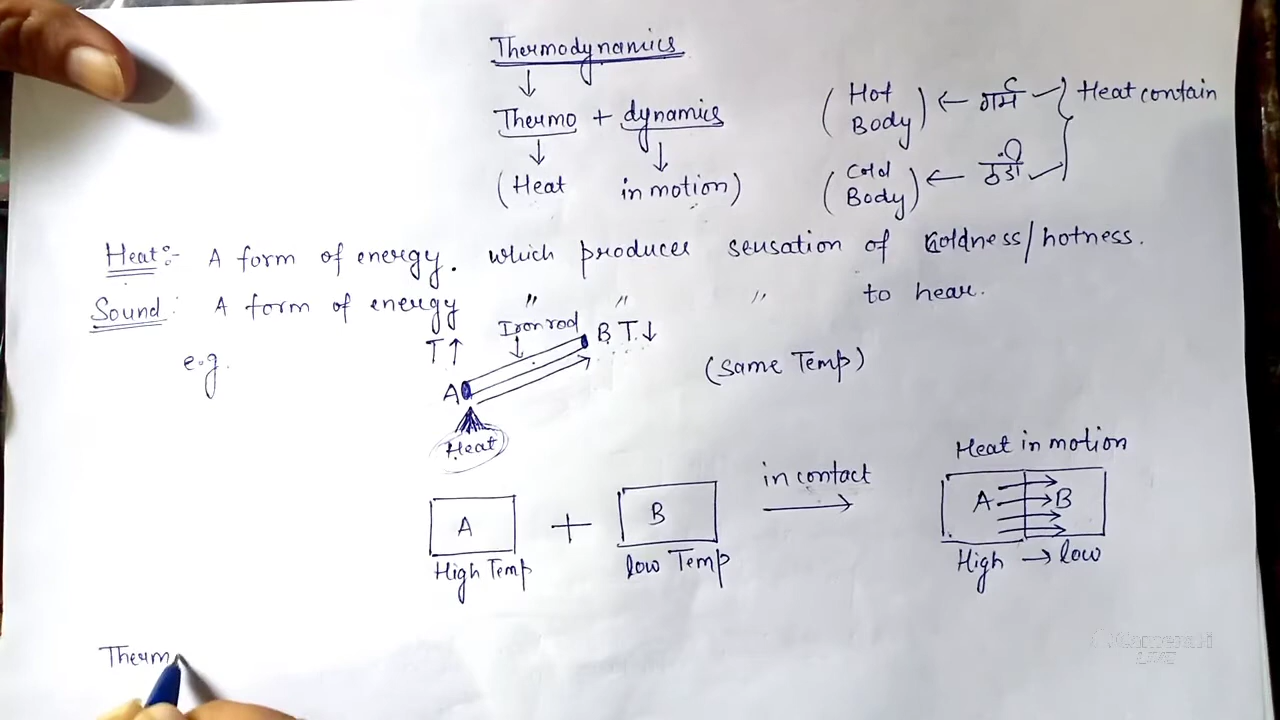 Thermodynamics
↓
Thermo + dynamics
↓ ↓
(Heat in motion)
(Hot Body) ← गर्म
(Cold Body) ← ठंडी
Heat contain
Heat:- A form of energy. which produces sensation of coldness/hotness.
Sound: A form of energy " " " to hear.
e.g.
T↑
Iron rod
↓
B T.↓
A
Heat
(same Temp)
A + B
High Temp
low Temp
in contact
→
Heat in motion
A B
High → low
Therm